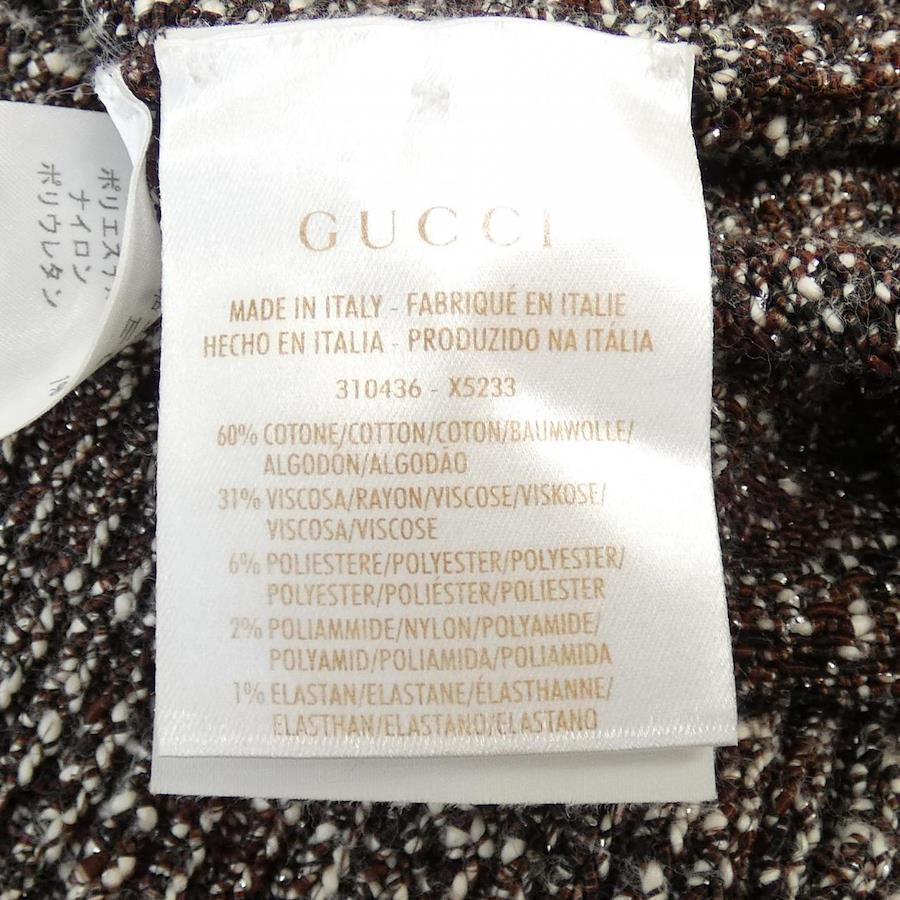 GUCCI
MADE IN ITALY - FABRIQUÉ EN ITALIE
HECHO EN ITALIA - PRODUZIDO NA ITÁLIA
310436 - X5233
60% COTONE/COTTON/COTON/BAUMWOLLE/
ALGODÓN/ALGODÃO
31% VISCOSA/RAYON/VISCOSE/VISKOSE/
VISCOSA/VISCOSE
6% POLIESTERE/POLYESTER/POLYESTER/
POLYESTER/POLIÉSTER/POLIESTER
2% POLIAMMIDE/NYLON/POLYAMIDE/
POLYAMID/POLIAMIDA/POLIAMIDA
1% ELASTAN/ELASTANE/ÉLASTHANNE/
ELASTHAN/ELASTANO/ELASTANO
ナイロン
ポリウレタン